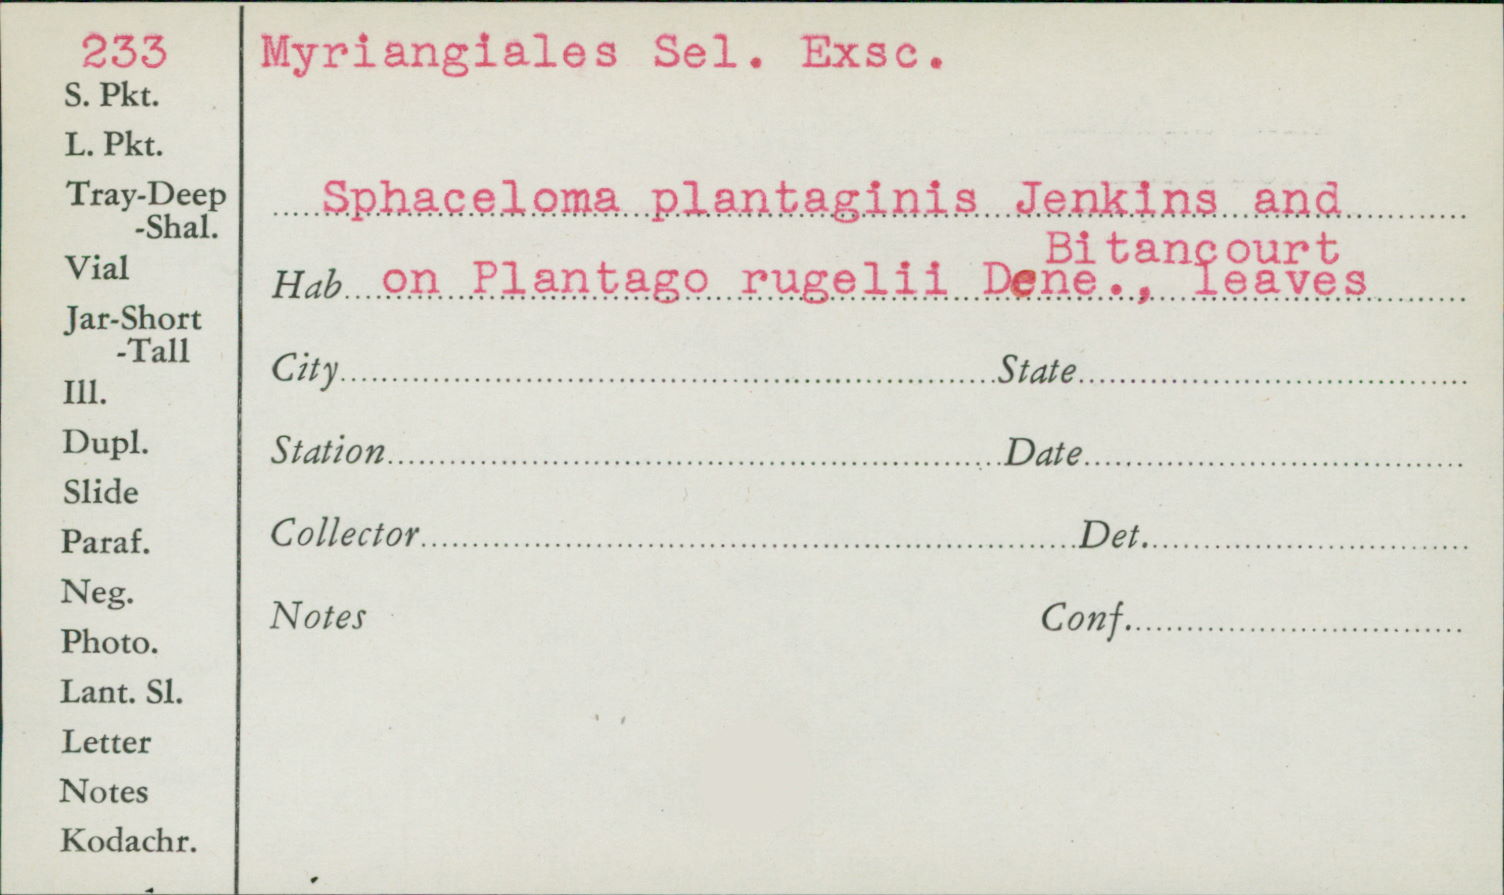 233
S. Pkt.
L. Pkt.
Tray-Deep
-Shal.
Vial
Jar-Short
-Tall
Ill.
Dupl.
Slide
Paraf.
Neg.
Photo.
Lant. Sl.
Letter
Notes
Kodachr.
Myriangiales Sel. Exsc.
Sphaceloma plantaginis Jenkins and
Bitancourt
Hab on Plantago rugelii Dene., leaves
City State
Station Date
Collector Det.
Notes Conf.